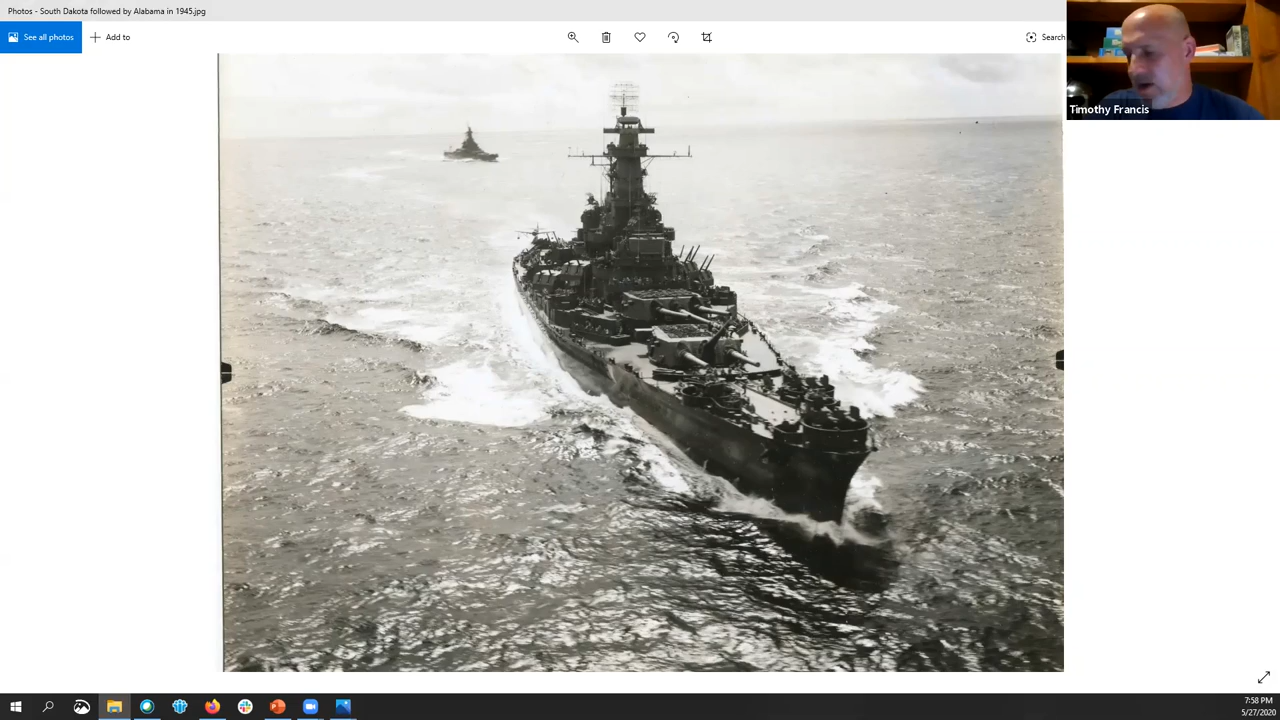 Photos - South Dakota followed by Alabama in 1945.jpg
See all photos
Add to
Search
Timothy Francis
7:58 PM
5/27/2020